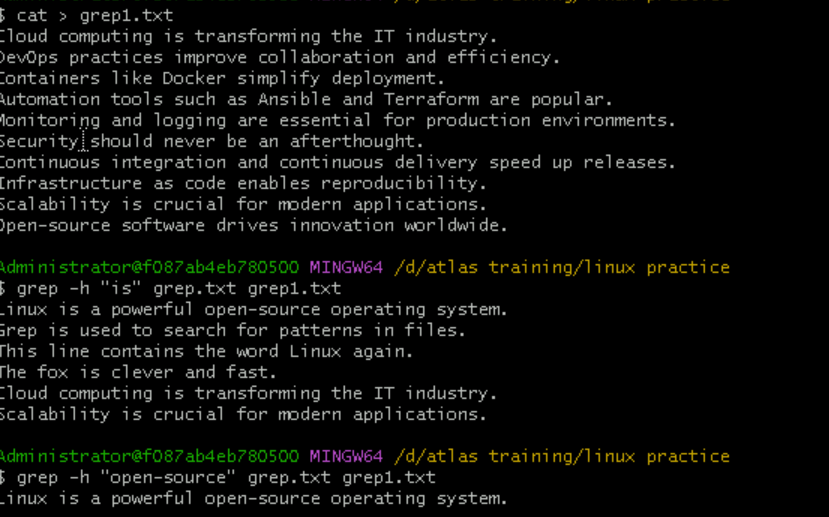 $ cat > grep1.txt
Cloud computing is transforming the IT industry.
DevOps practices improve collaboration and efficiency.
Containers like Docker simplify deployment.
Automation tools such as Ansible and Terraform are popular.
Monitoring and logging are essential for production environments.
Security should never be an afterthought.
Continuous integration and continuous delivery speed up releases.
Infrastructure as code enables reproducibility.
Scalability is crucial for modern applications.
Open-source software drives innovation worldwide.
Administrator@f087ab4eb780500 MINGW64 /d/atlas training/linux practice
$ grep -h "is" grep.txt grep1.txt
Linux is a powerful open-source operating system.
Grep is used to search for patterns in files.
This line contains the word Linux again.
The fox is clever and fast.
Cloud computing is transforming the IT industry.
Scalability is crucial for modern applications.
Administrator@f087ab4eb780500 MINGW64 /d/atlas training/linux practice
$ grep -h "open-source" grep.txt grep1.txt
Linux is a powerful open-source operating system.